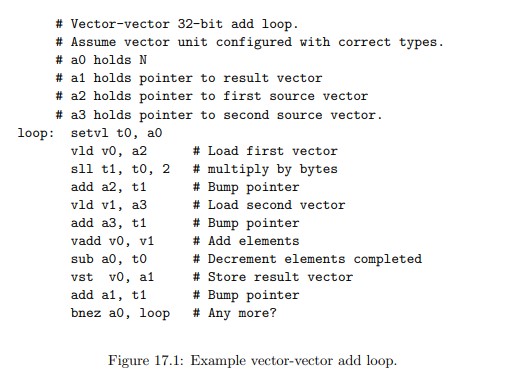 # Vector-vector 32-bit add loop.
# Assume vector unit configured with correct types.
# a0 holds N
# a1 holds pointer to result vector
# a2 holds pointer to first source vector
# a3 holds pointer to second source vector.
loop: setvl t0, a0
vld v0, a2 # Load first vector
sll t1, t0, 2 # multiply by bytes
add a2, t1 # Bump pointer
vld v1, a3 # Load second vector
add a3, t1 # Bump pointer
vadd v0, v1 # Add elements
sub a0, t0 # Decrement elements completed
vst v0, a1 # Store result vector
add a1, t1 # Bump pointer
bnez a0, loop # Any more?
Figure 17.1: Example vector-vector add loop.